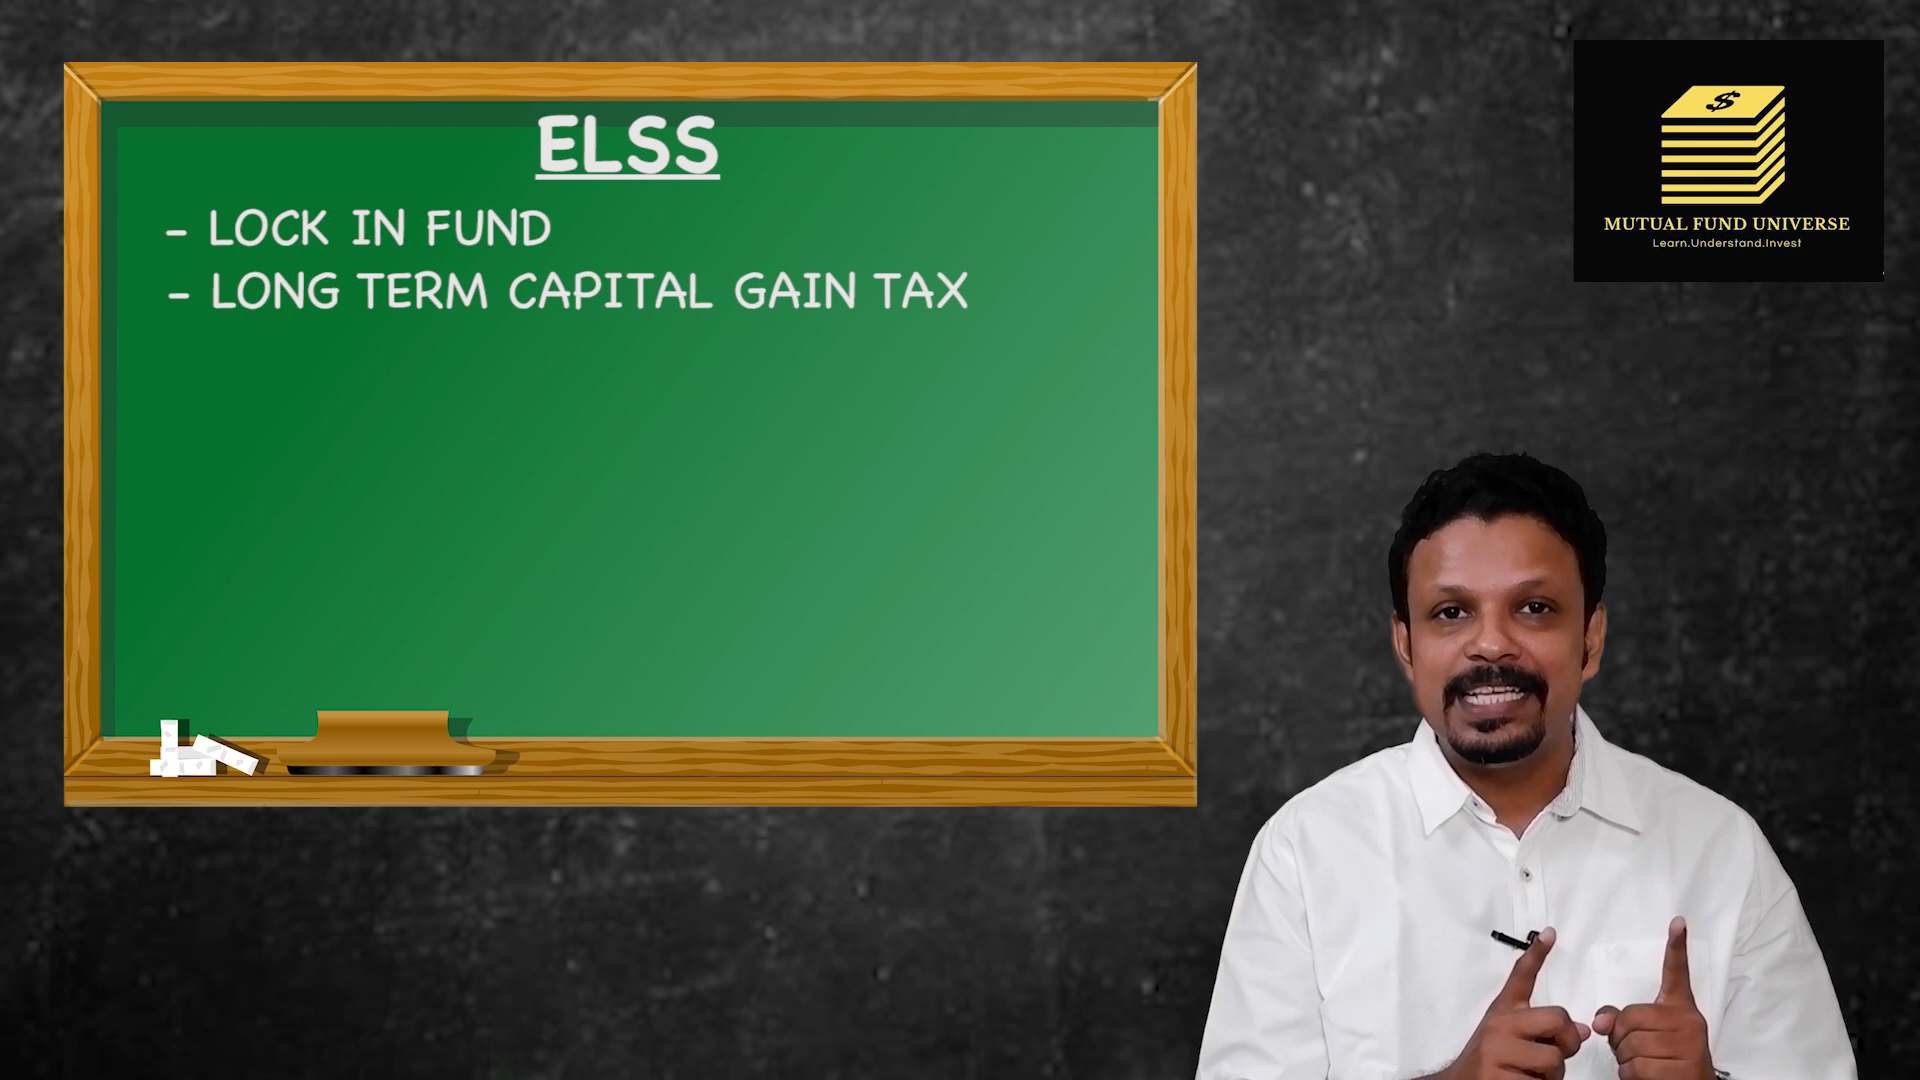 ELSS
- LOCK IN FUND
- LONG TERM CAPITAL GAIN TAX
$
MUTUAL FUND UNIVERSE
Learn.Understand.Invest